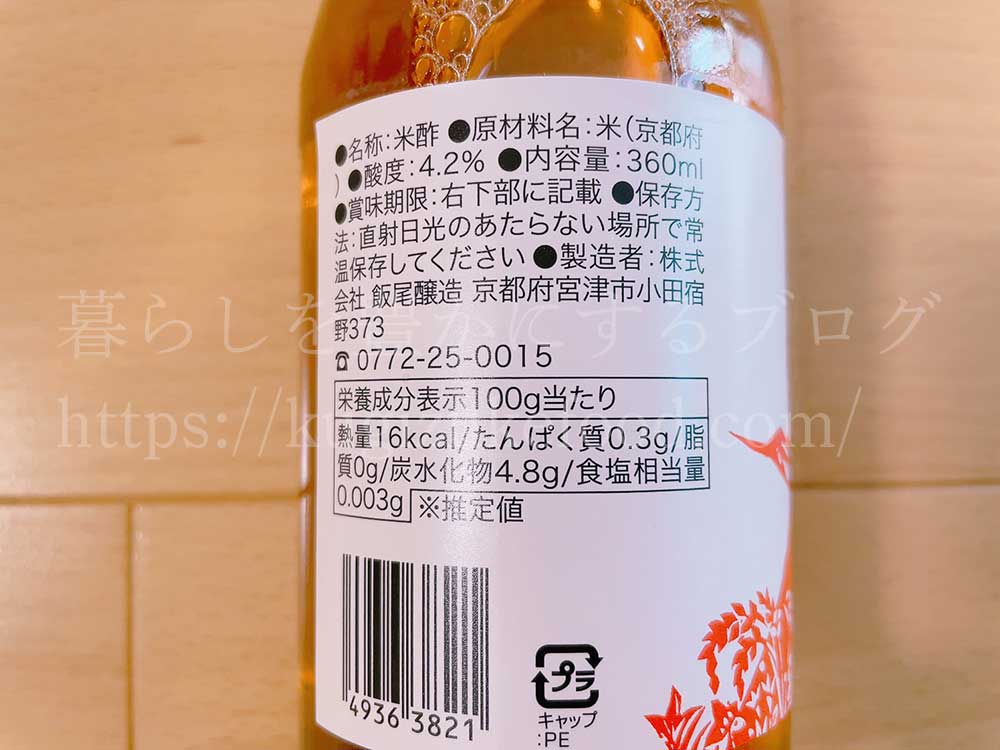 ●名称：米酢 ●原材料名：米（京都府
）●酸度：4.2% ●内容量：360ml
●賞味期限：右下部に記載 ●保存方
法：直射日光のあたらない場所で常
温保存してください ●製造者：株式
会社 飯尾醸造 京都府宮津市小田宿
野373
☎ 0772-25-0015
栄養成分表示100g当たり
熱量16kcal/たんぱく質0.3g/脂
質0g/炭水化物4.8g/食塩相当量
0.003g ※推定値
4936 3821
プラ
キャップ
:PE
暮らしを豊かにするブログ